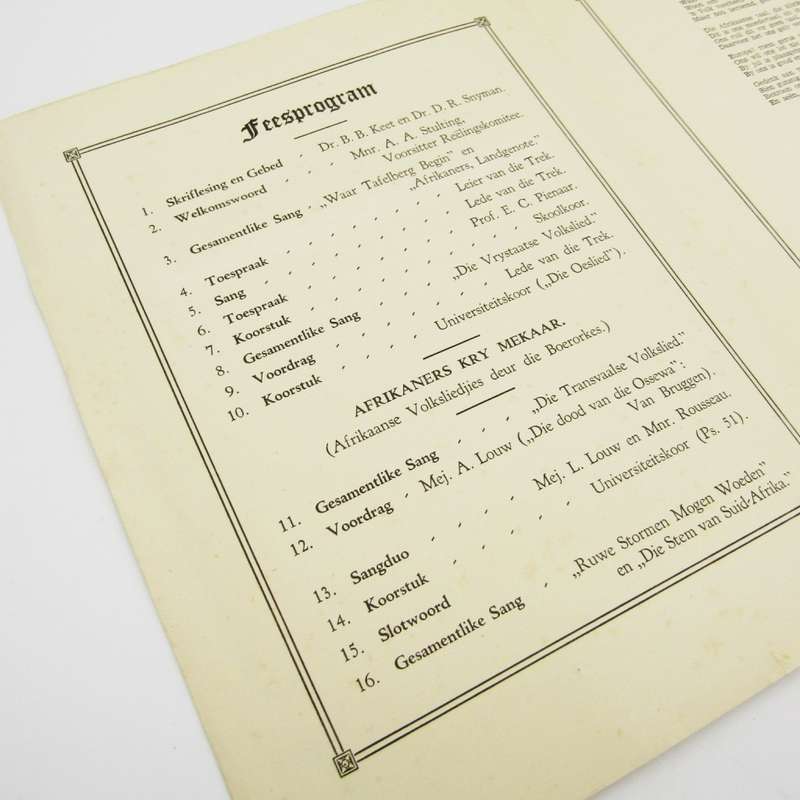 Feesprogram
1. Skriflesing en Gebed - Dr. B. B. Keet en Dr. D. R. Snyman.
2. Welkomswoord - - - Mnr. A. A. Stulting,
Voorsitter Reëlingskomitee.
3. Gesamentlike Sang - „Waar Tafelberg Begin” en
„Afrikaners, Landgenote.”
4. Toespraak - - - - - - Leier van die Trek.
5. Sang - - - - - - - Lede van die Trek.
6. Toespraak - - - - - - Prof. E. C. Pienaar.
7. Koorstuk - - - - - - - Skoolkoor.
8. Gesamentlike Sang - - - „Die Vrystaatse Volkslied.”
9. Voordrag - - - - - - Lede van die Trek.
10. Koorstuk - - - - Universiteitskoor („Die Oeslied”).
AFRIKANERS KRY MEKAAR.
(Afrikaanse Volksliedjies deur die Boerorkes.)
11. Gesamentlike Sang - - - „Die Transvaalse Volkslied.”
12. Voordrag - Mej. A. Louw („Die dood van die Ossewa”:
Van Bruggen).
13. Sangduo - - - - Mej. L. Louw en Mnr. Rousseau.
14. Koorstuk - - - - - Universiteitskoor (Ps. 51).
15. Slotwoord
16. Gesamentlike Sang - „Ruwe Stormen Mogen Woeden”
en „Die Stem van Suid-Afrika.”